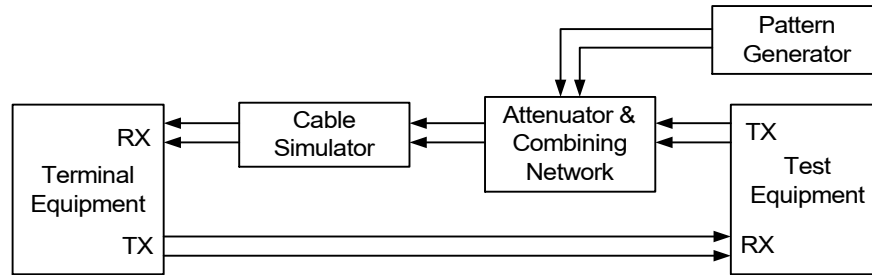 Pattern
Generator
Attenuator &
Combining
Network
Cable
Simulator
RX
Terminal
Equipment
TX
TX
Test
Equipment
RX